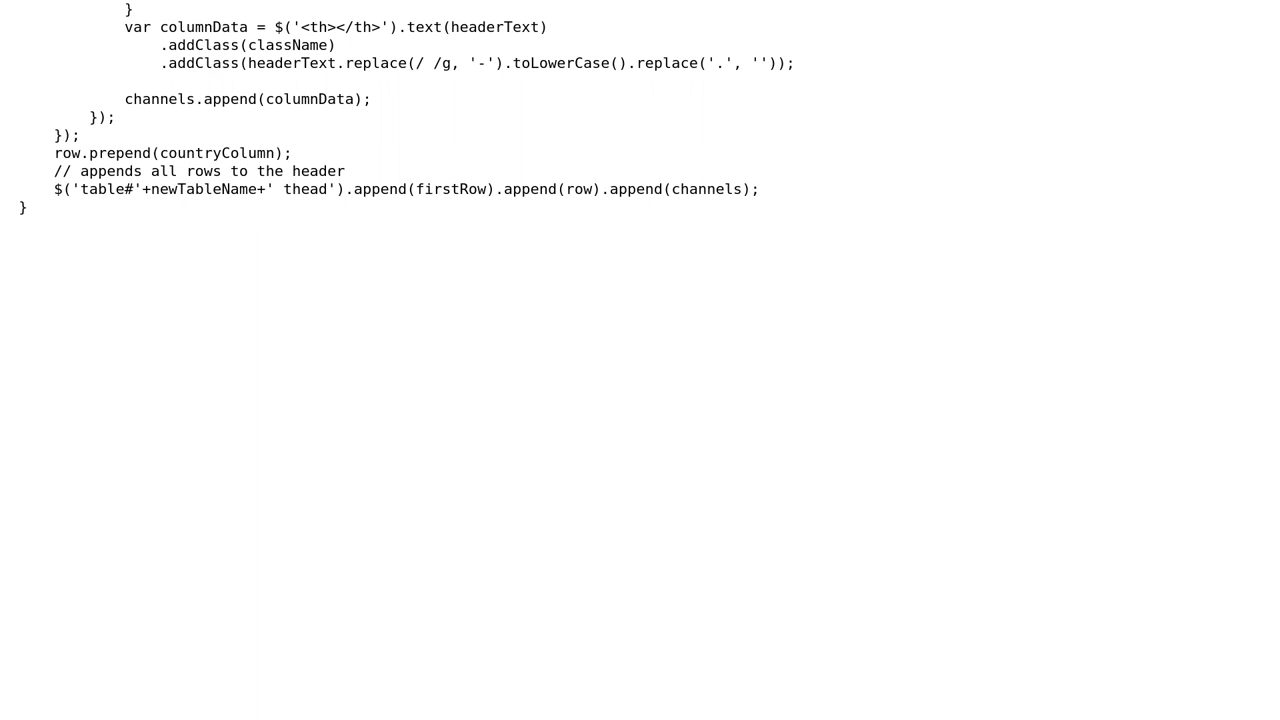 }
var columnData = $('<th></th>').text(headerText)
.addClass(className)
.addClass(headerText.replace(/ /g, '-').toLowerCase().replace('.', ''));
channels.append(columnData);
});
});
row.prepend(countryColumn);
// appends all rows to the header
$('table#'+newTableName+' thead').append(firstRow).append(row).append(channels);
}